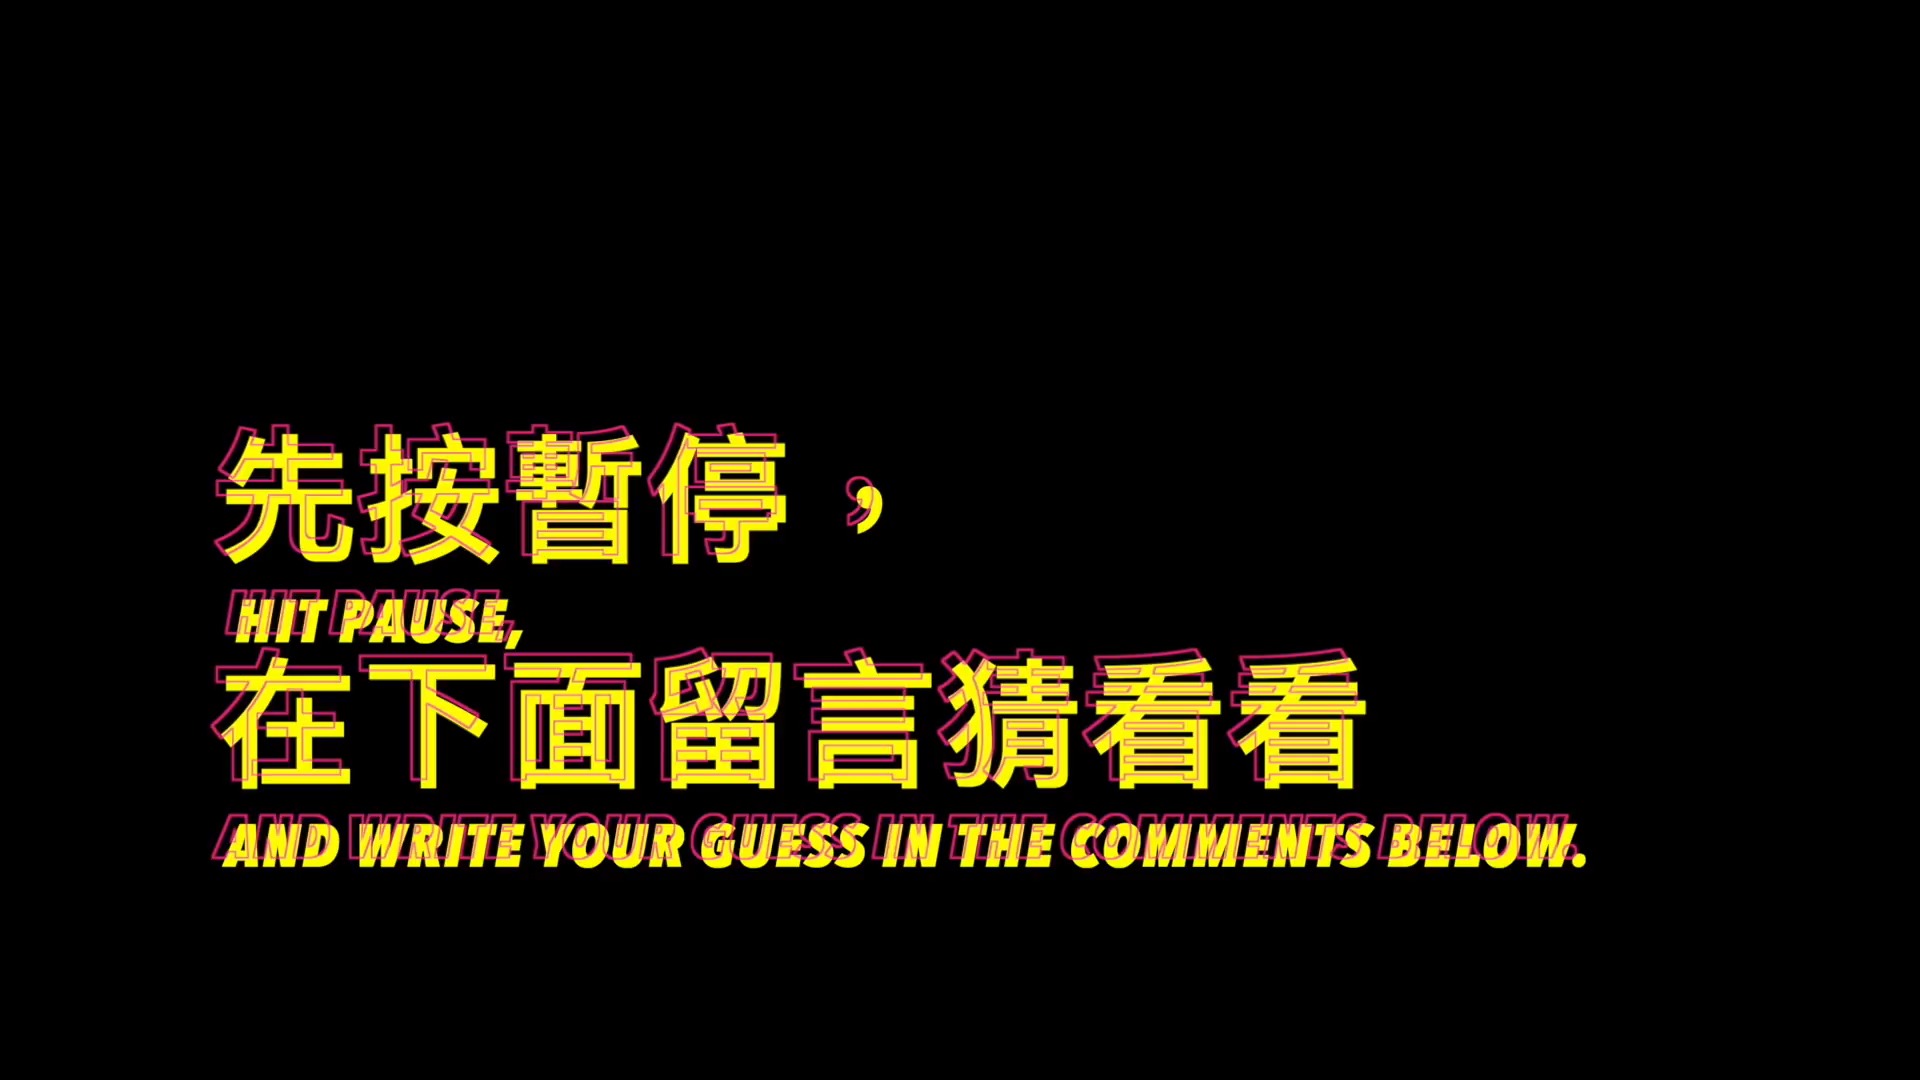 先按暫停，
HIT PAUSE,
在下面留言猜看看
AND WRITE YOUR GUESS IN THE COMMENTS BELOW.